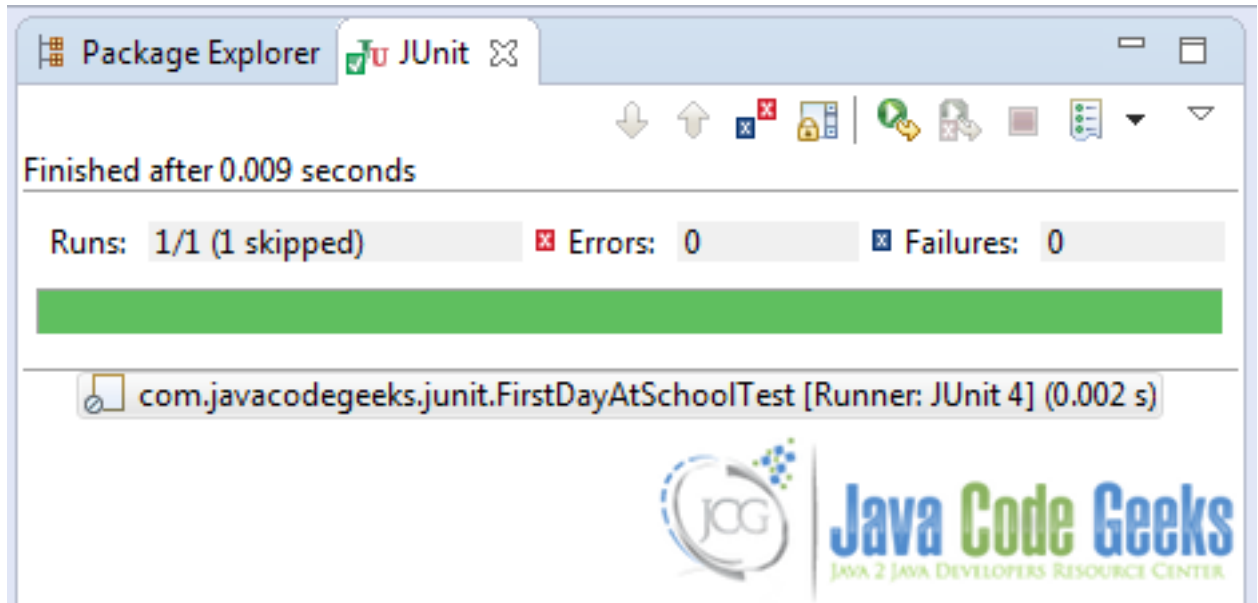 Package Explorer JUnit
Finished after 0.009 seconds
Runs: 1/1 (1 skipped) Errors: 0 Failures: 0
com.javacodegeeks.junit.FirstDayAtSchoolTest [Runner: JUnit 4] (0.002 s)
JCG
Java Code Geeks
JAVA 2 JAVA DEVELOPERS RESOURCE CENTER